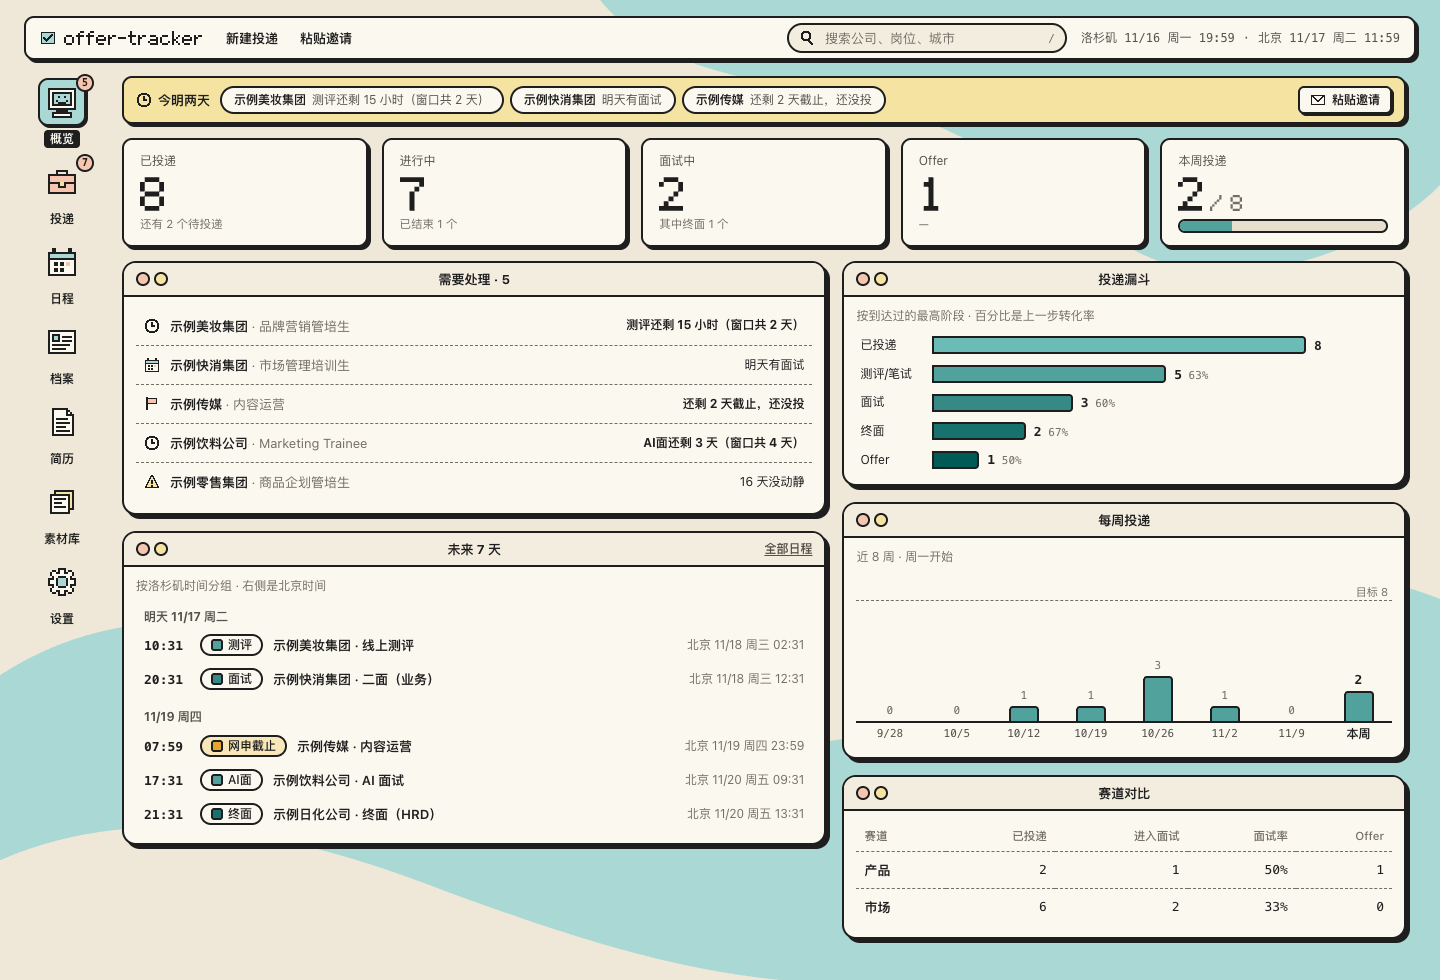 offer-tracker 新建投递 粘贴邀请 搜索公司、岗位、城市 / 洛杉矶 11/16 周一 19:59 · 北京 11/17 周二 11:59
5
概览
7
投递
日程
档案
简历
素材库
设置
今明两天 示例美妆集团 测评还剩 15 小时（窗口共 2 天） 示例快消集团 明天有面试 示例传媒 还剩 2 天截止，还没投 粘贴邀请
已投递
8
还有 2 个待投递
进行中
7
已结束 1 个
面试中
2
其中终面 1 个
Offer
1
—
本周投递
2 / 8
需要处理 · 5
示例美妆集团 · 品牌营销管培生 测评还剩 15 小时（窗口共 2 天）
示例快消集团 · 市场管理培训生 明天有面试
示例传媒 · 内容运营 还剩 2 天截止，还没投
示例饮料公司 · Marketing Trainee AI面还剩 3 天（窗口共 4 天）
示例零售集团 · 商品企划管培生 16 天没动静
未来 7 天 全部日程
按洛杉矶时间分组 · 右侧是北京时间
明天 11/17 周二
10:31 测评 示例美妆集团 · 线上测评 北京 11/18 周三 02:31
20:31 面试 示例快消集团 · 二面（业务） 北京 11/18 周三 12:31
11/19 周四
07:59 网申截止 示例传媒 · 内容运营 北京 11/19 周四 23:59
17:31 AI面 示例饮料公司 · AI 面试 北京 11/20 周五 09:31
21:31 终面 示例日化公司 · 终面（HRD） 北京 11/20 周五 13:31
投递漏斗
按到达过的最高阶段 · 百分比是上一步转化率
已投递 8
测评/笔试 5 63%
面试 3 60%
终面 2 67%
Offer 1 50%
每周投递
近 8 周 · 周一开始
目标 8
0 0 1 1 3 1 0 2
9/28 10/5 10/12 10/19 10/26 11/2 11/9 本周
赛道对比
赛道 已投递 进入面试 面试率 Offer
产品 2 1 50% 1
市场 6 2 33% 0